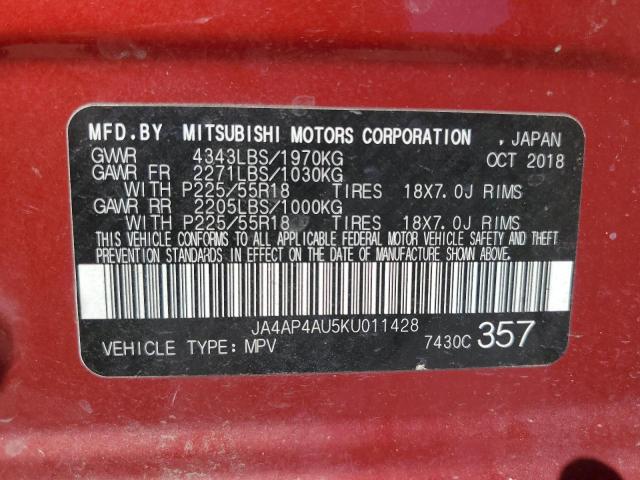 MFD.BY MITSUBISHI MOTORS CORPORATION , JAPAN
GVWR 4343LBS/1970KG OCT 2018
GAWR FR 2271LBS/1030KG
WITH P225/55R18 TIRES 18X7.0J RIMS
GAWR RR 2205LBS/1000KG
WITH P225/55R18 TIRES 18X7.0J RIMS
THIS VEHICLE CONFORMS TO ALL APPLICABLE FEDERAL MOTOR VEHICLE SAFETY AND THEFT
PREVENTION STANDARDS IN EFFECT ON THE DATE OF MANUFACTURE SHOWN ABOVE.
JA4AP4AU5KU011428
VEHICLE TYPE: MPV 7430C 357